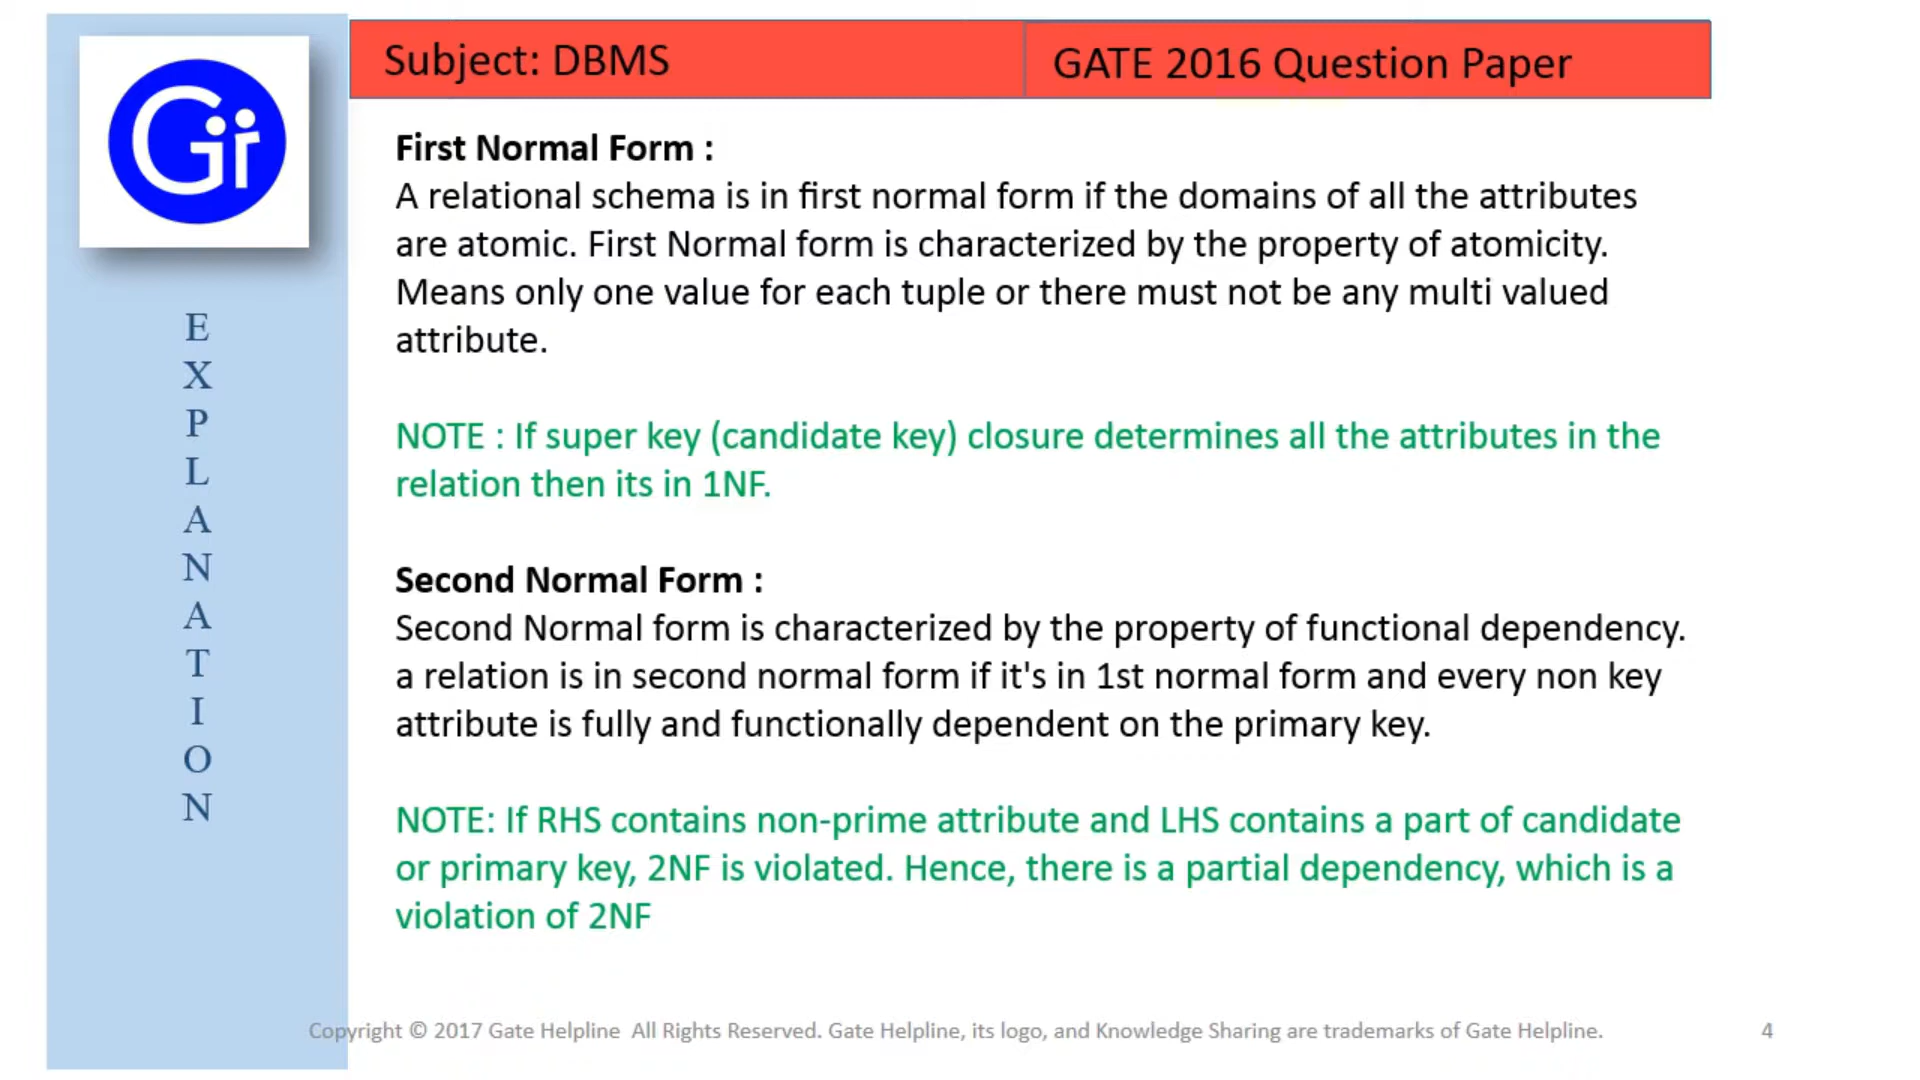 Subject: DBMS
GATE 2016 Question Paper
Gir
E
X
P
L
A
N
A
T
I
O
N
First Normal Form :
A relational schema is in first normal form if the domains of all the attributes
are atomic. First Normal form is characterized by the property of atomicity.
Means only one value for each tuple or there must not be any multi valued
attribute.
NOTE : If super key (candidate key) closure determines all the attributes in the
relation then its in 1NF.
Second Normal Form :
Second Normal form is characterized by the property of functional dependency.
a relation is in second normal form if it's in 1st normal form and every non key
attribute is fully and functionally dependent on the primary key.
NOTE: If RHS contains non-prime attribute and LHS contains a part of candidate
or primary key, 2NF is violated. Hence, there is a partial dependency, which is a
violation of 2NF
Copyright © 2017 Gate Helpline All Rights Reserved. Gate Helpline, its logo, and Knowledge Sharing are trademarks of Gate Helpline.
4